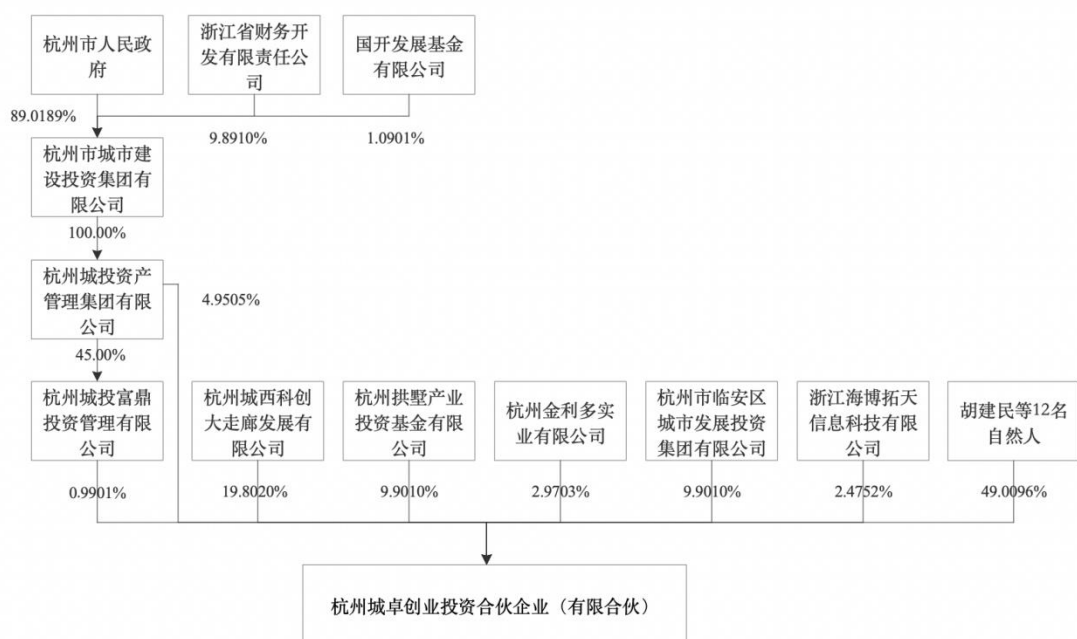 杭州市人民政
府
浙江省财务开
发有限责任公
司
国开发展基金
有限公司
89.0189%
9.8910%
1.0901%
杭州市城市建
设投资集团有
限公司
100.00%
杭州城投资产
管理集团有限
公司
4.9505%
45.00%
杭州城投富鼎
投资管理有限
公司
杭州城西科创
大走廊发展有
限公司
杭州拱墅产业
投资基金有限
公司
杭州金利多实
业有限公司
杭州市临安区
城市发展投资
集团有限公司
浙江海博拓天
信息科技有限
公司
胡建民等12名
自然人
0.9901%
19.8020%
9.9010%
2.9703%
9.9010%
2.4752%
49.0096%
杭州城卓创业投资合伙企业（有限合伙）